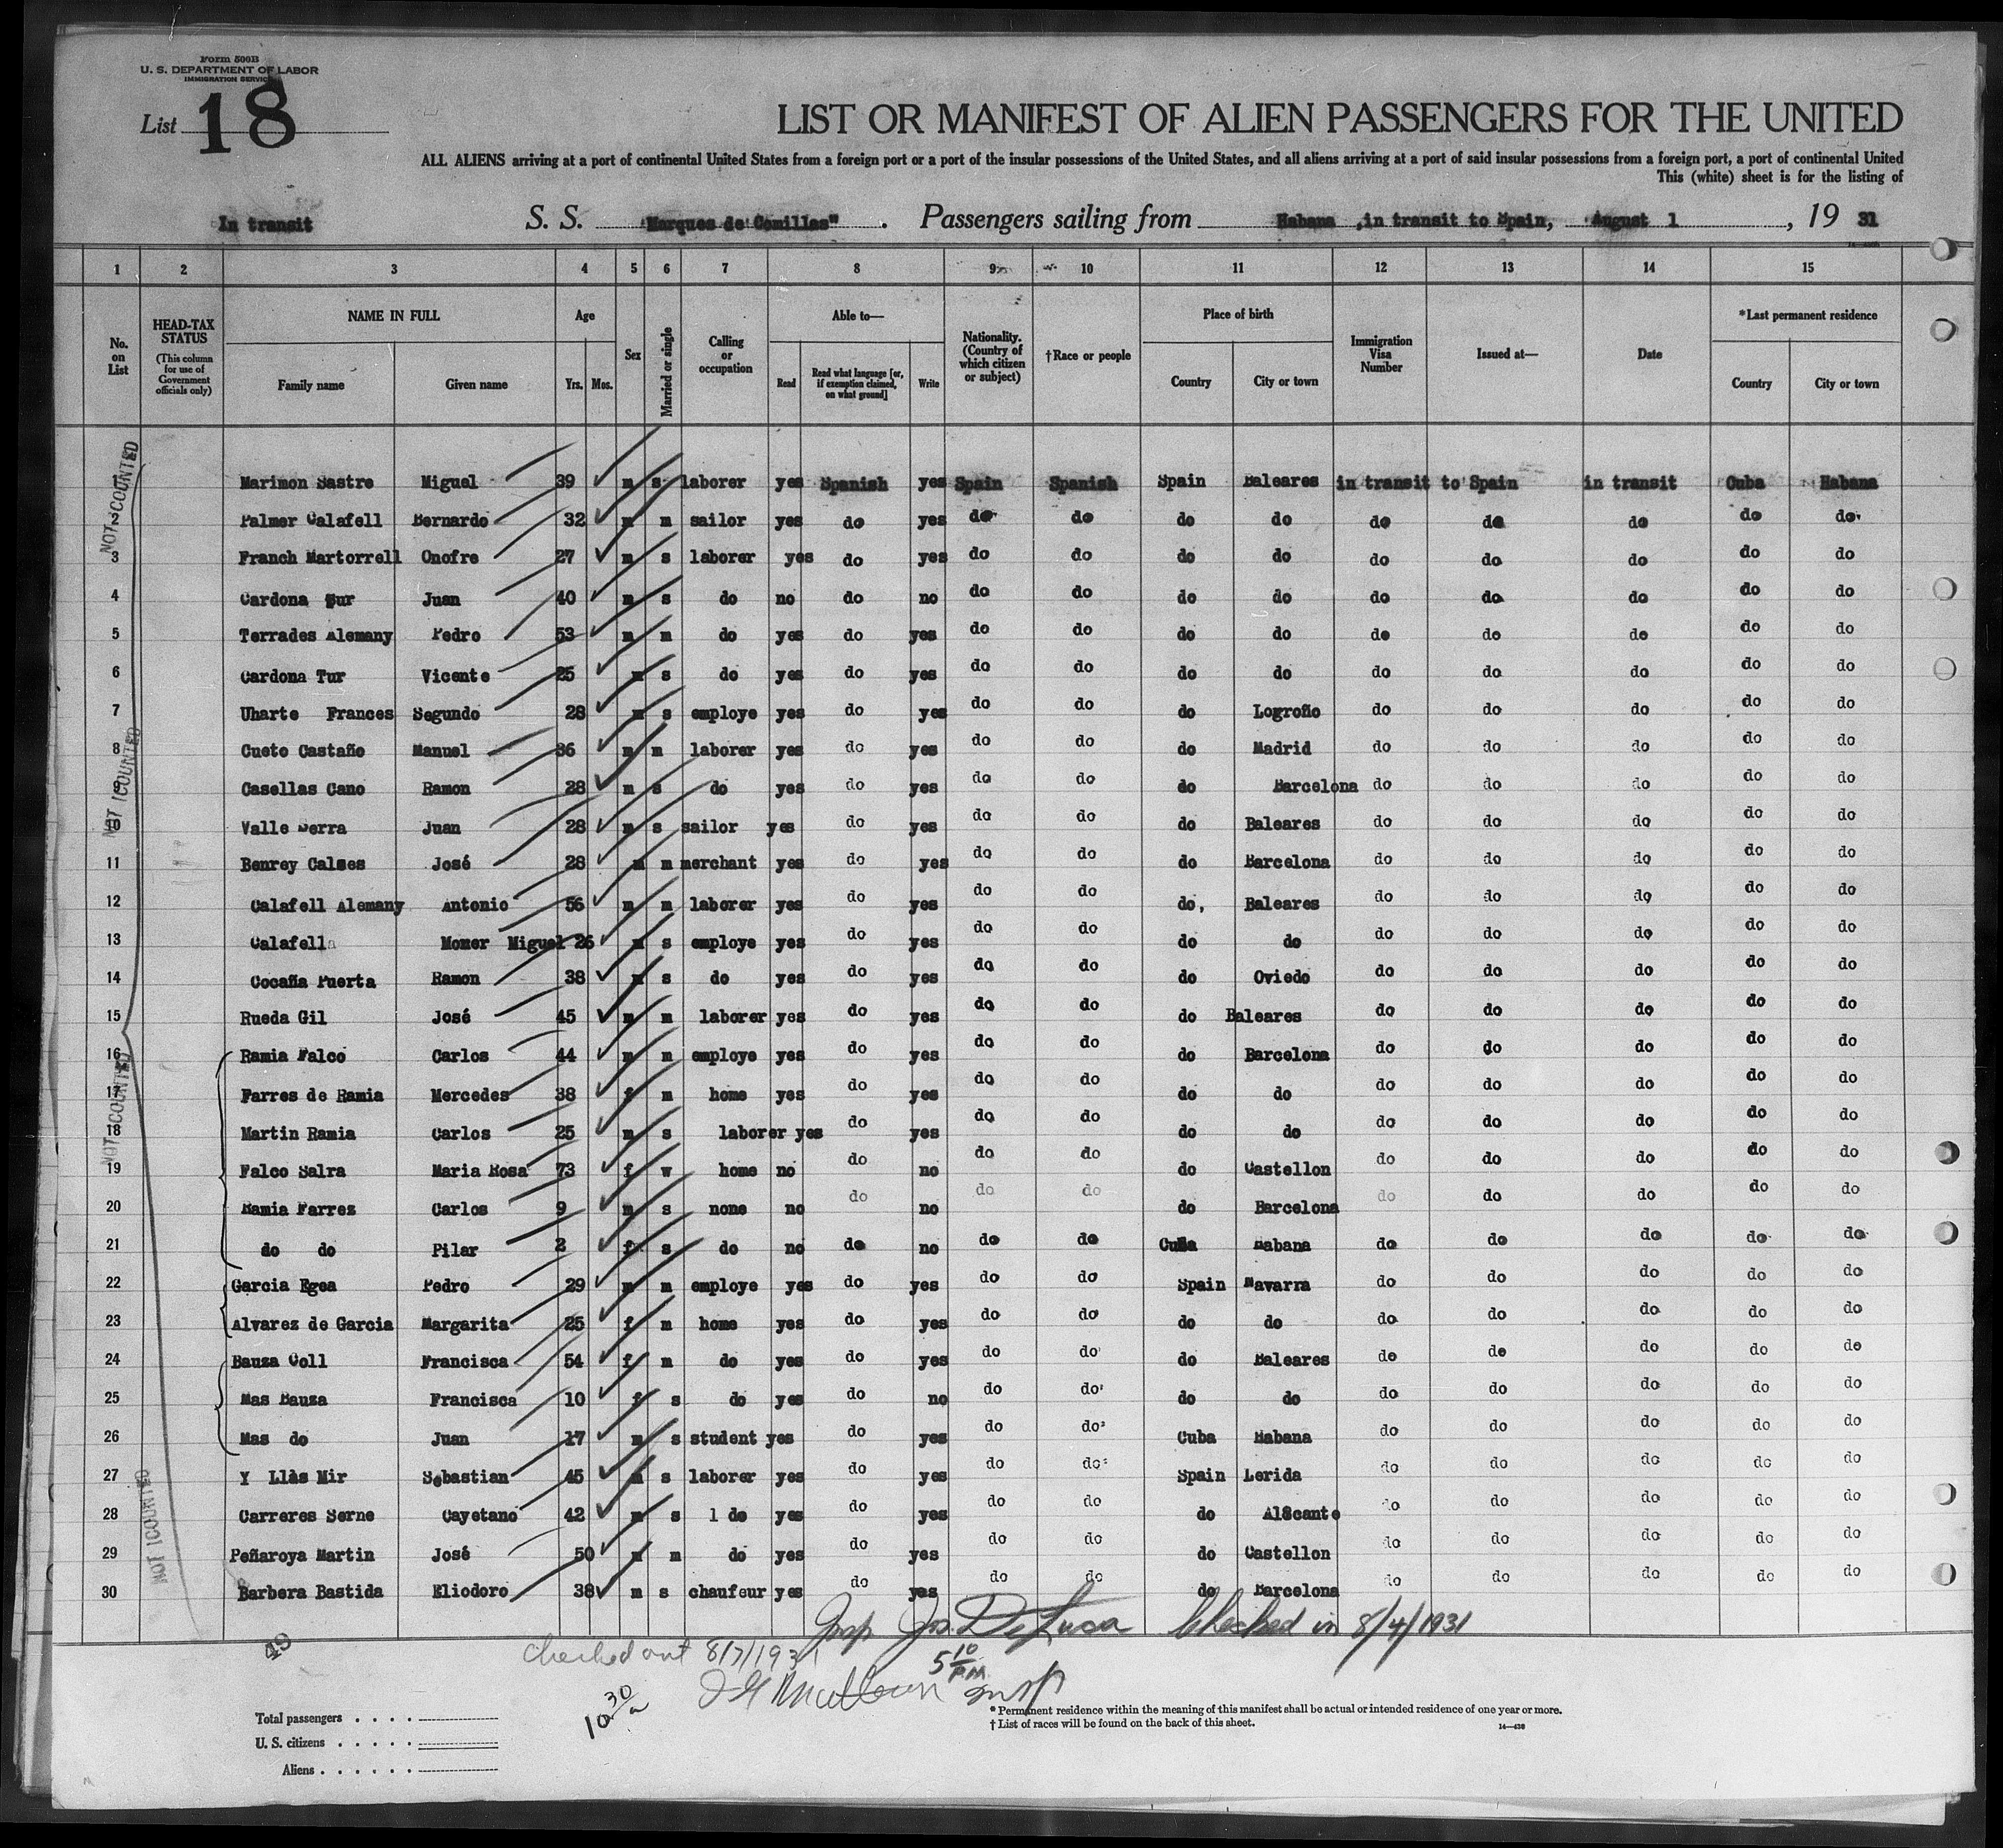 Form 500B
U. S. DEPARTMENT OF LABOR
IMMIGRATION SERVICE
List 18
LIST OR MANIFEST OF ALIEN PASSENGERS FOR THE UNITED
ALL ALIENS arriving at a port of continental United States from a foreign port or a port of the insular possessions of the United States, and all aliens arriving at a port of said insular possessions from a foreign port, a port of continental United
This (white) sheet is for the listing of
In transit S. S. "Marques de Comillas". Passengers sailing from Habana ,in transit to Spain, August 1, 19 31
1 2 3 4 5 6 7 8 9 10 11 12 13 14 15
No. on List HEAD-TAX STATUS (This column for use of Government officials only) NAME IN FULL Family name Given name Age Yrs. Mos. Sex Married or single Calling or occupation Able to— Read Read what language [or, if exemption claimed, on what ground] Write Nationality. (Country of which citizen or subject) †Race or people Place of birth Country City or town Immigration Visa Number Issued at— Date *Last permanent residence Country City or town
NOT COUNTED
1 Marimon Sastre Miguel 39 m s laborer yes Spanish yes Spain Spanish Spain Baleares in transit to Spain in transit Cuba Habana
2 Palmer Calafell Bernardo 32 m m sailor yes do yes do do do do do do do do do
3 Franch Martorrell Onofre 27 m s laborer yes do yes do do do do do do do do do
4 Cardona Tur Juan 40 m s do no do no do do do do do do do do do
5 Terrades Alemany Pedro 53 m m do yes do yes do do do do do do do do do
6 Cardona Tur Vicente 25 m s do yes do yes do do do do do do do do do
7 Uharte Frances Segundo 28 m s employe yes do yes do do do Logroño do do do do do
8 Cueto Castaño Manuel 36 m m laborer yes do yes do do do Madrid do do do do do
NOT COUNTED
9 Casellas Cano Ramon 28 m s do yes do yes do do do Barcelona do do do do do
10 Valle Serra Juan 28 m s sailor yes do yes do do do Baleares do do do do do
11 Benrey Calmes José 28 m m merchant yes do yes do do do Barcelona do do do do do
12 Calafell Alemany Antonio 56 m m laborer yes do yes do do do, Baleares do do do do do
13 Calafell Momer Miguel 26 m s employe yes do yes do do do do do do do do do
14 Cocaña Puerta Ramon 38 m s do yes do yes do do do Oviedo do do do do do
15 Rueda Gil José 45 m m laborer yes do yes do do do Baleares do do do do do
16 Ramia Falco Carlos 44 m m employe yes do yes do do do Barcelona do do do do do
NOT COUNTED
17 Farres de Ramia Mercedes 38 f m home yes do yes do do do do do do do do do
18 Martin Ramia Carlos 25 m s laborer yes do yes do do do do do do do do do
19 Falco Salra Maria Rosa 73 f w home no do no do do do Castellon do do do do do
20 Ramia Farrez Carlos 9 m s none no do no do do do Barcelona do do do do do
21 do do Pilar 2 f s do no do no do do Cuba Habana do do do do do
22 Garcia Egea Pedro 29 m m employe yes do yes do do Spain Navarra do do do do do
23 Alvarez de Garcia Margarita 25 f m home yes do yes do do do do do do do do do
24 Bauza Coll Francisca 54 f m do yes do yes do do do Baleares do do do do do
25 Mas Bauza Francisca 10 f s do yes do no do do do do do do do do do
26 Mas do Juan 17 m s student yes do yes do do Cuba Habana do do do do do
27 Y Llàs Mir Sebastian 45 m s laborer yes do yes do do Spain Lerida do do do do do
NOT COUNTED
28 Carreres Serne Cayetano 42 m s l do yes do yes do do do Al8cante do do do do do
29 Peñaroya Martin José 50 m m do yes do yes do do do Castellon do do do do do
30 Barbera Bastida Eliodoro 38 m s chaufeur yes do yes do do do Barcelona do do do do do
Insp Jos. De Luca Checked in 8/4/1931
5 10 PM
49
Checked out 8/7/1931
10 30 a
Insp
Total passengers . . . .
U. S. citizens . . . . .
Aliens . . . . . .
* Permanent residence within the meaning of this manifest shall be actual or intended residence of one year or more.
† List of races will be found on the back of this sheet.
14—430